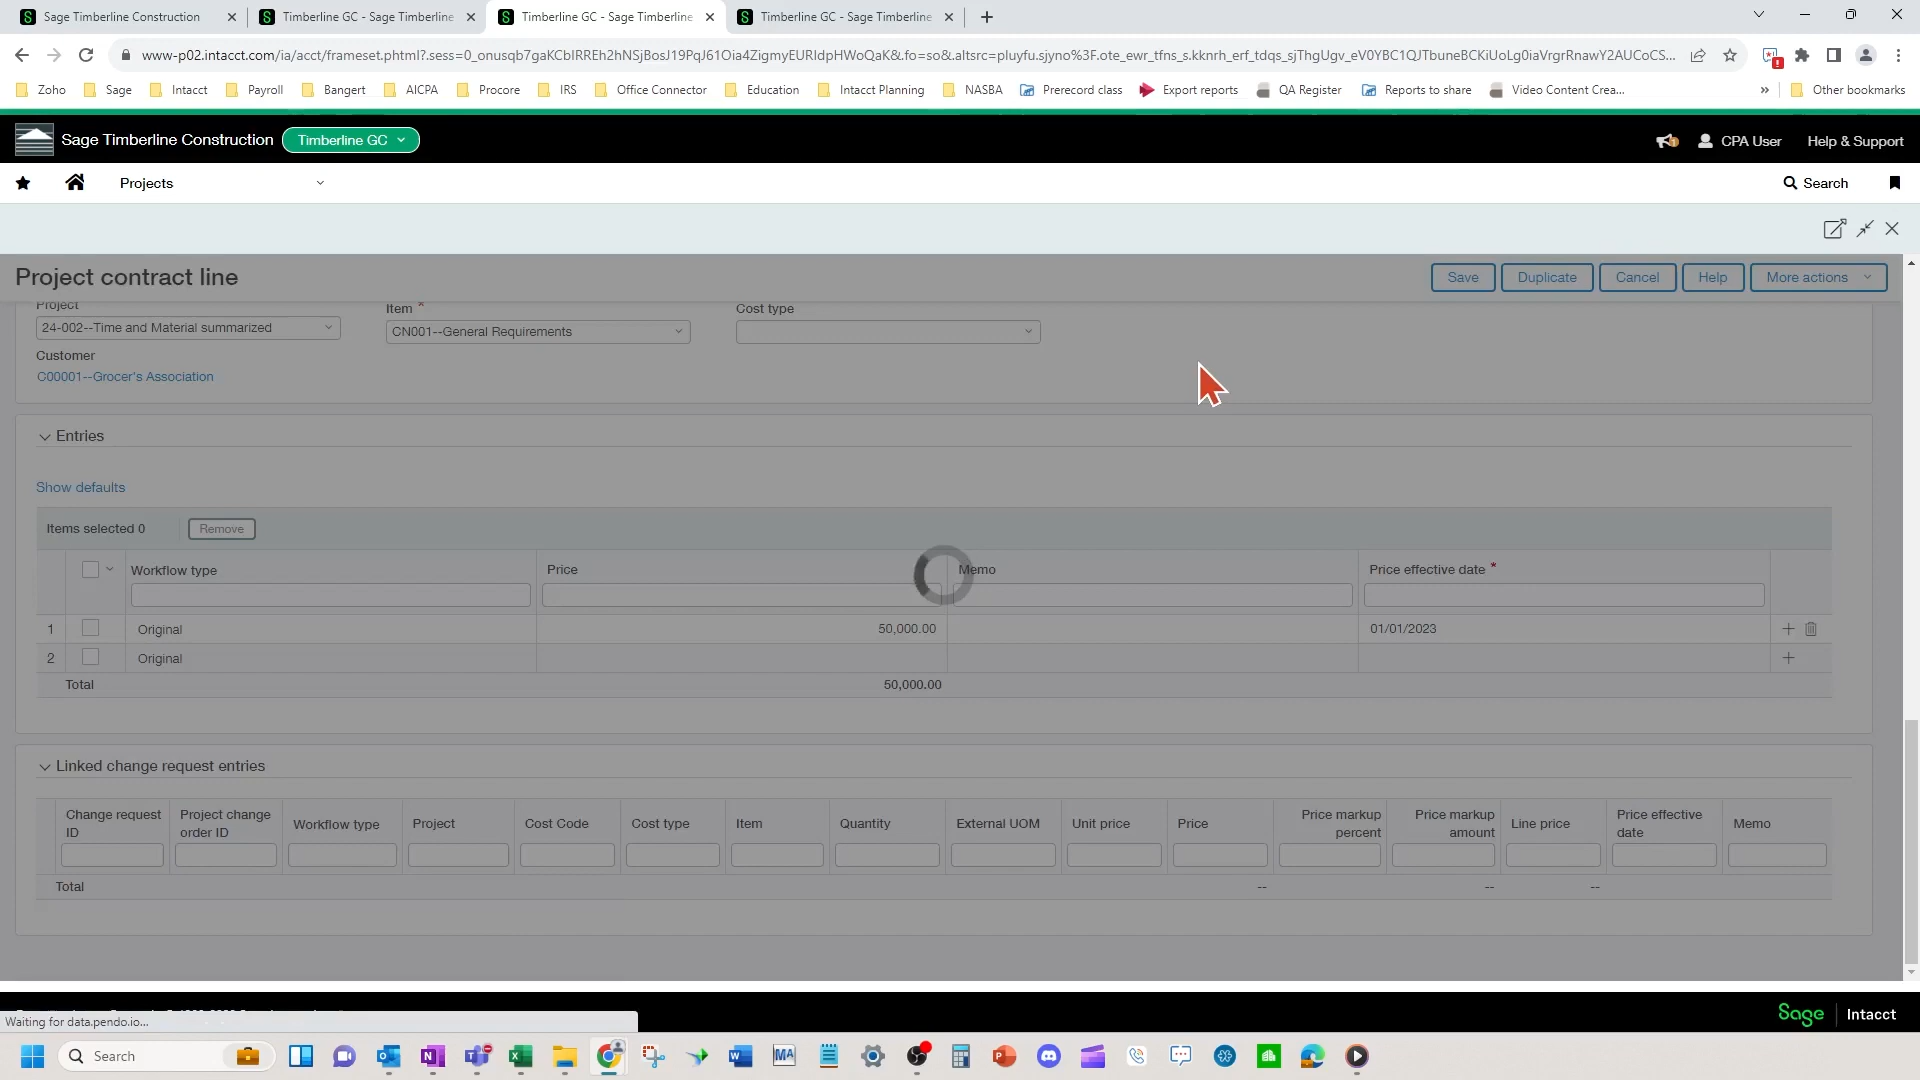 Sage Timberline Construction
Timberline GC - Sage Timberline
Timberline GC - Sage Timberline
Timberline GC - Sage Timberline
Zoho
Sage
Intacct
Payroll
Bangert
AICPA
Procore
IRS
Office Connector
Education
Intacct Planning
NASBA
Prerecord class
Export reports
QA Register
Reports to share
Video Content Crea...
»
Other bookmarks
Sage Timberline Construction
Timberline GC
CPA User
Help & Support
Projects
Search
Project contract line
Save
Duplicate
Cancel
Help
More actions
Project
Item *
Cost type
24-002--Time and Material summarized
CN001--General Requirements
Customer
C00001--Grocer's Association
Entries
Show defaults
Items selected 0
Remove
Workflow type
Price
Memo
Price effective date *
1 Original 50,000.00 01/01/2023
2 Original
Total 50,000.00
Linked change request entries
Change request ID
Project change order ID
Workflow type
Project
Cost Code
Cost type
Item
Quantity
External UOM
Unit price
Price
Price markup percent
Price markup amount
Line price
Price effective date
Memo
Total -- -- --
Sage Intacct
Waiting for data.pendo.io...
Search